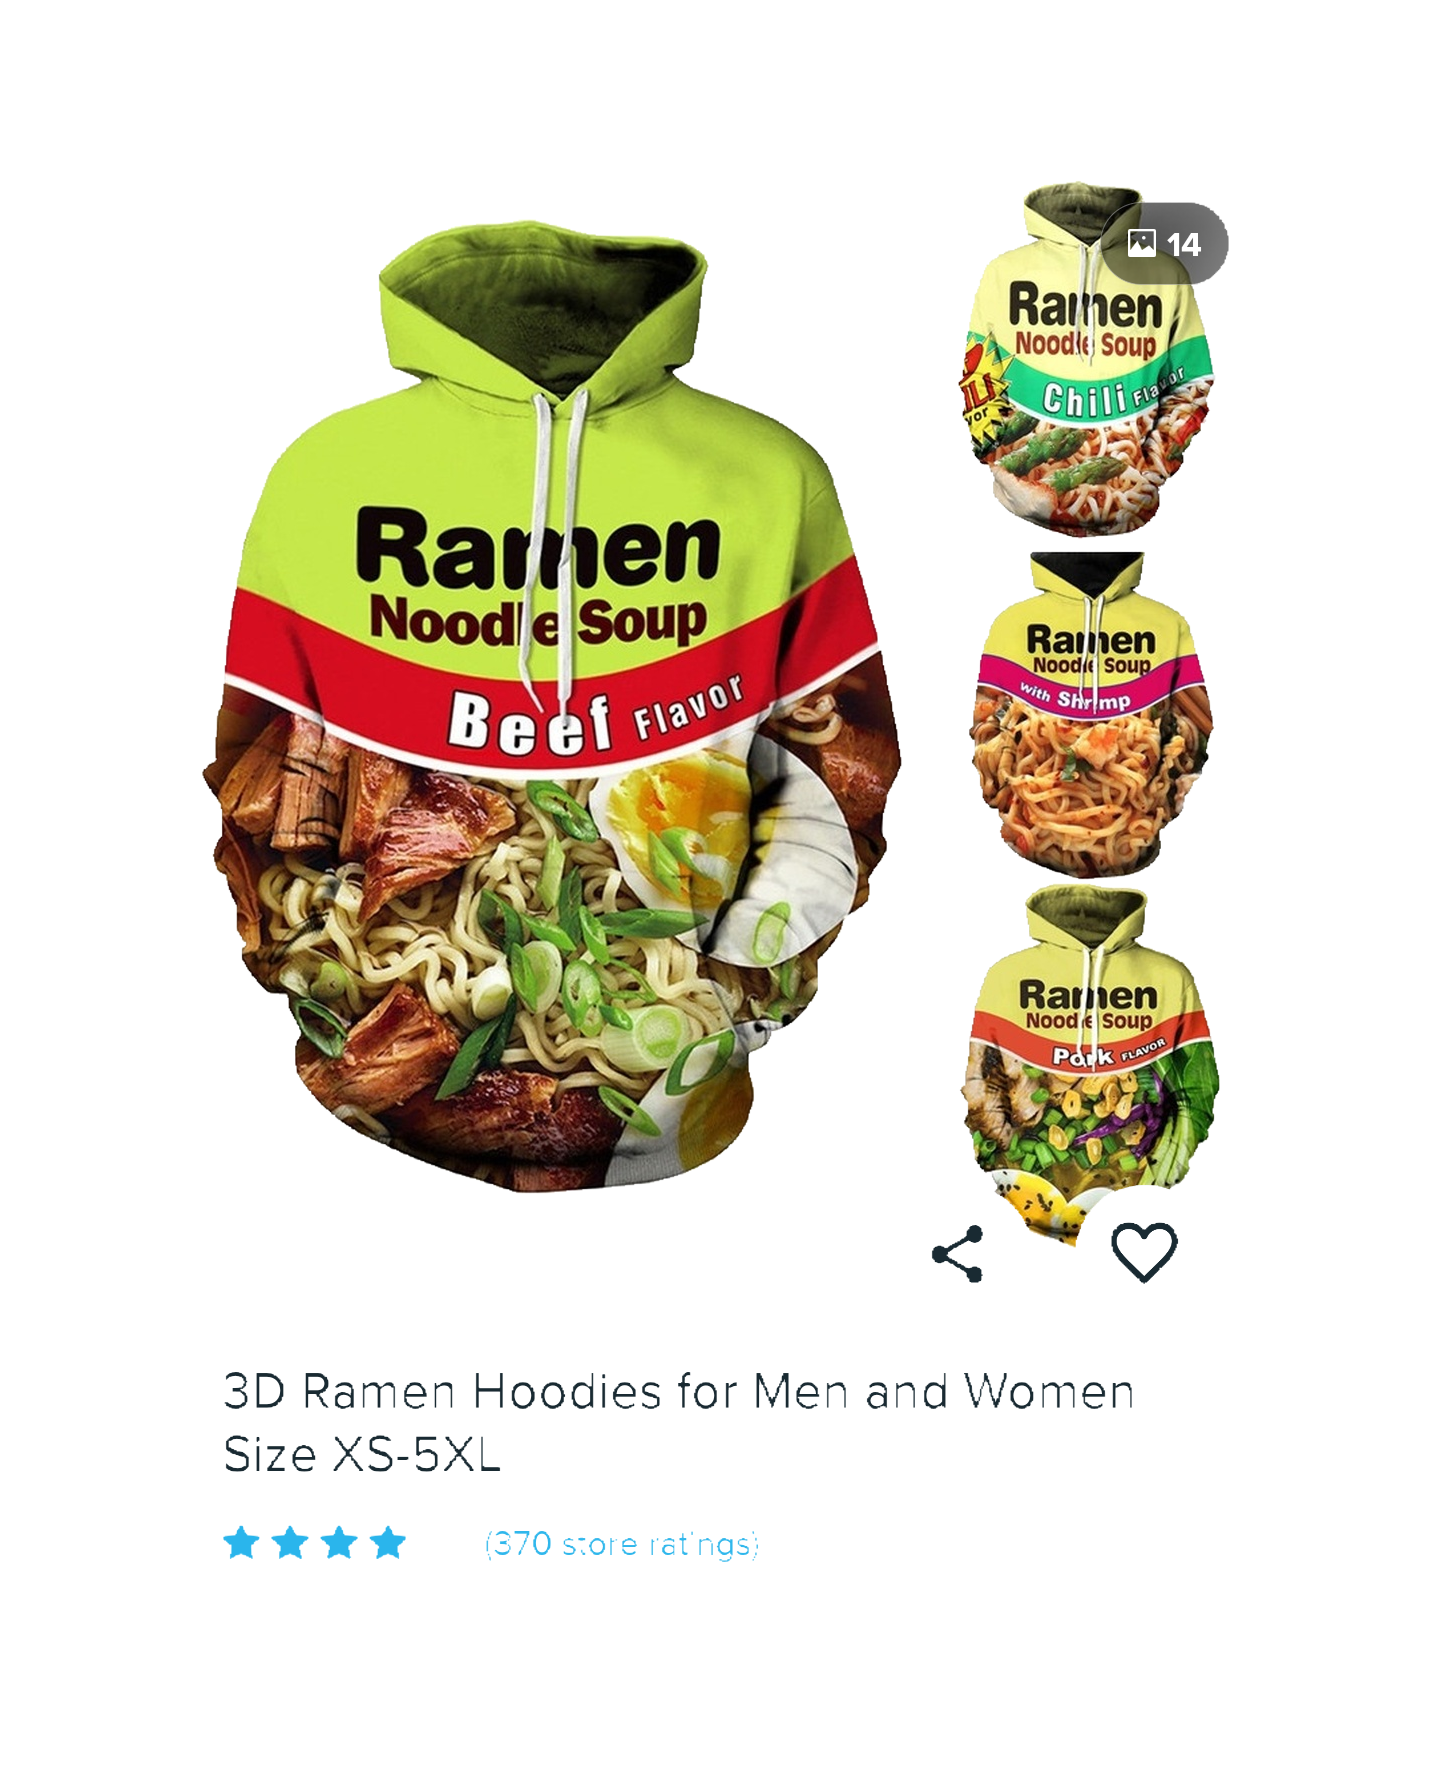 Ramen
Noodle Soup
Beef Flavor
14
Ramen
Noodle Soup
Chili Flavor
Ramen
Noodle Soup
with Shrimp
Ramen
Noodle Soup
Pork FLAVOR
3D Ramen Hoodies for Men and Women
Size XS-5XL
(370 store ratings)